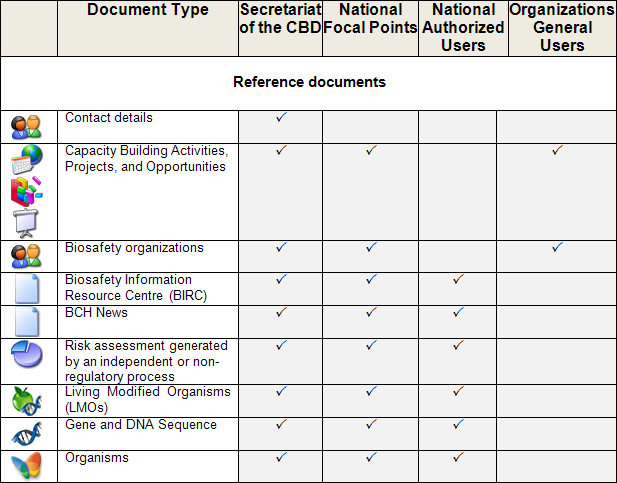 Document Type
Secretariat of the CBD
National Focal Points
National Authorized Users
Organizations General Users
Reference documents
Contact details ✓
Capacity Building Activities, ✓ ✓ ✓
Projects, and Opportunities
Biosafety organizations ✓ ✓ ✓
Biosafety Information ✓ ✓ ✓
Resource Centre (BIRC)
BCH News ✓ ✓ ✓
Risk assessment generated ✓ ✓ ✓
by an independent or non-
regulatory process
Living Modified Organisms ✓ ✓ ✓
(LMOs)
Gene and DNA Sequence ✓ ✓ ✓
Organisms ✓ ✓ ✓